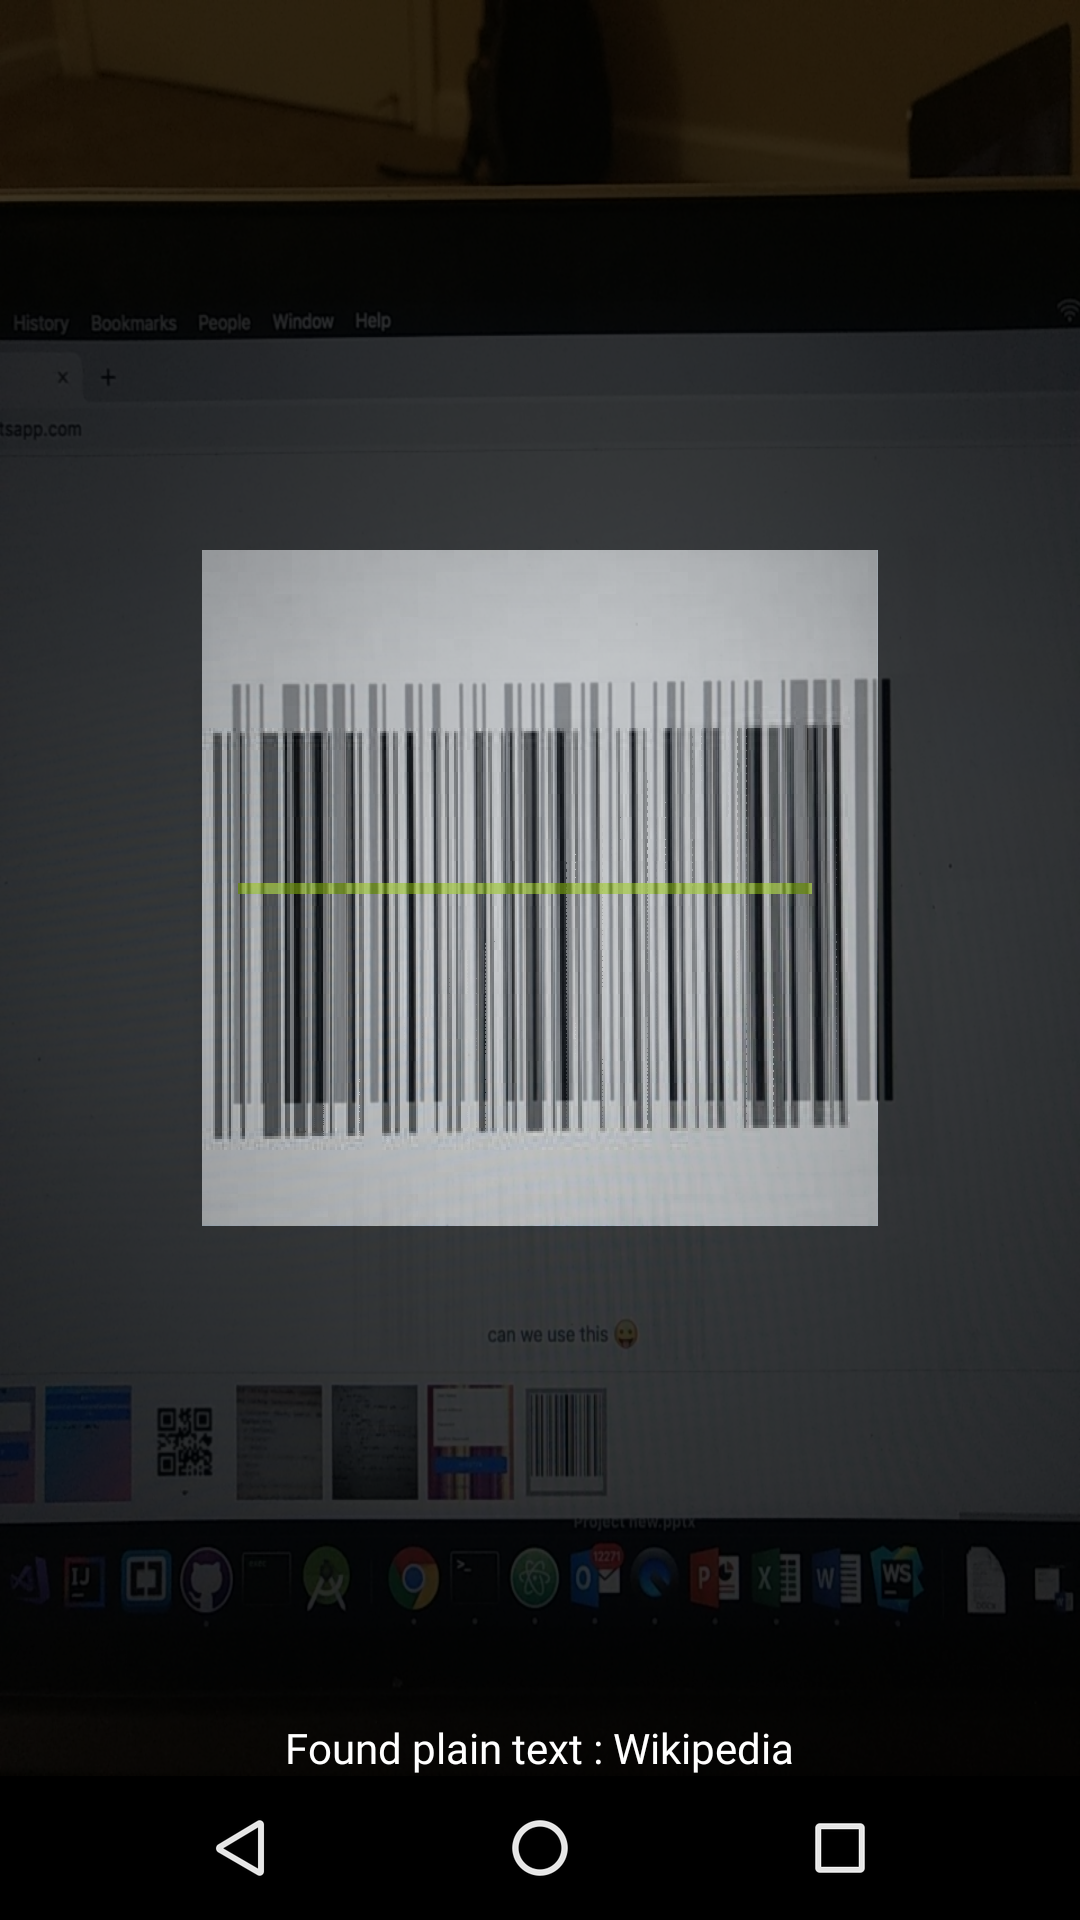 History Bookmarks People Window Help
× +
tsapp.com
can we use this 😛
Project new.pptx
IJ
>_
12271
O
P
X
W
WS
DOCX
Found plain text : Wikipedia